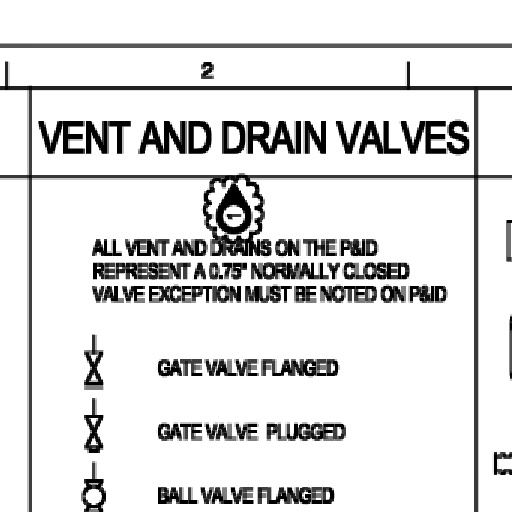 2
VENT AND DRAIN VALVES
1
ALL VENT AND DRAINS ON THE P&ID
REPRESENT A 0.75" NORMALLY CLOSED
VALVE EXCEPTION MUST BE NOTED ON P&ID
GATE VALVE FLANGED
GATE VALVE PLUGGED
BALL VALVE FLANGED